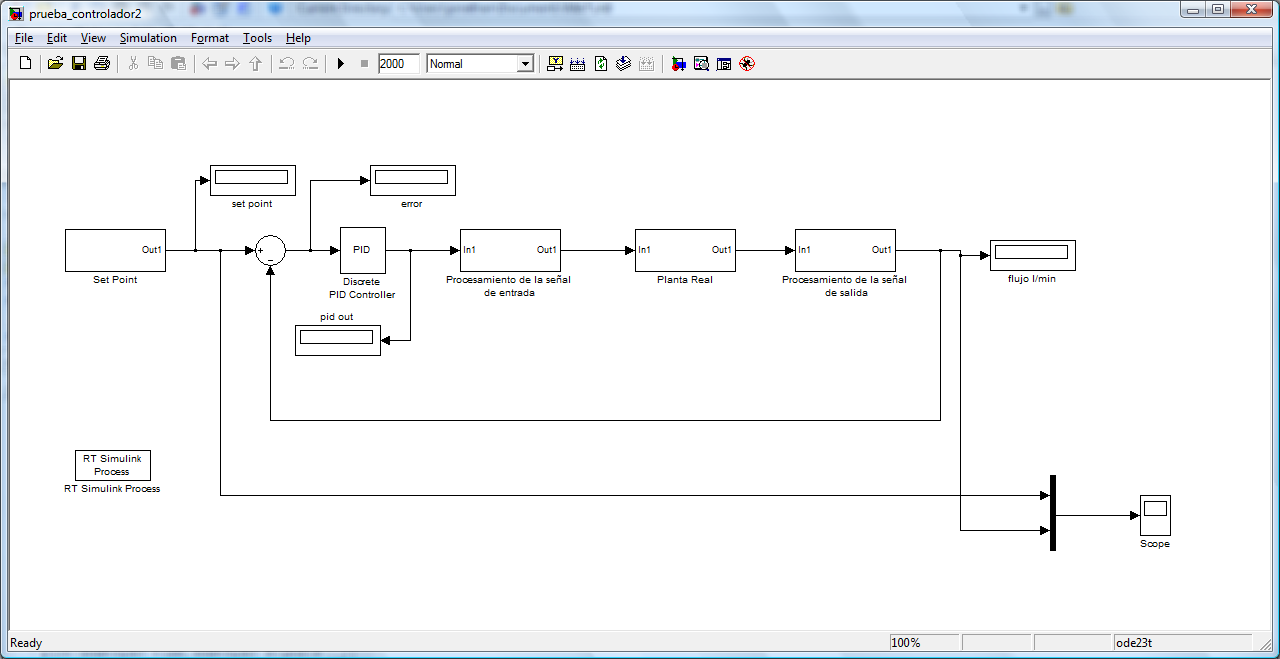 prueba_controlador2
File Edit View Simulation Format Tools Help
2000 Normal
set point
error
Out1
Set Point
+
−
PID
Discrete
PID Controller
In1 Out1
Procesamiento de la señal
de entrada
In1 Out1
Planta Real
In1 Out1
Procesamiento de la señal
de salida
flujo l/min
pid out
RT Simulink
Process
RT Simulink Process
Scope
Ready 100% ode23t